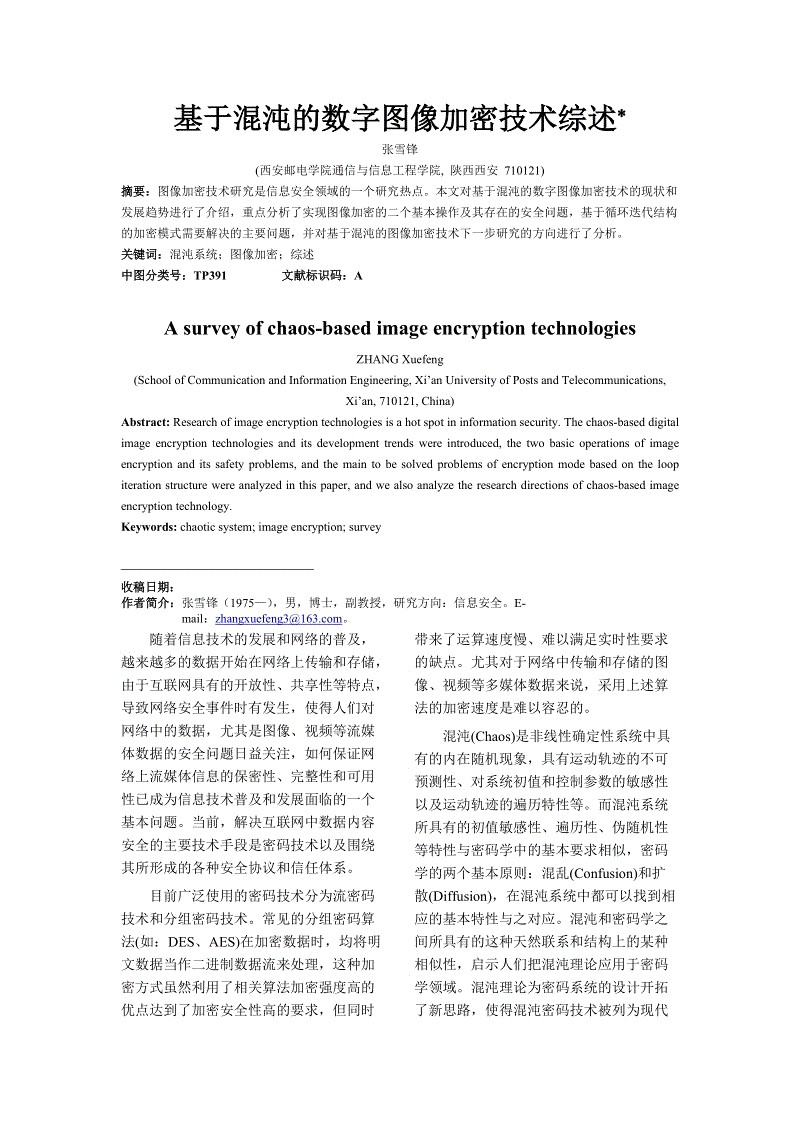 基于混沌的数字图像加密技术综述*
张雪锋
(西安邮电学院通信与信息工程学院, 陕西西安 710121)
摘要：图像加密技术研究是信息安全领域的一个研究热点。本文对基于混沌的数字图像加密技术的现状和
发展趋势进行了介绍，重点分析了实现图像加密的二个基本操作及其存在的安全问题，基于循环迭代结构
的加密模式需要解决的主要问题，并对基于混沌的图像加密技术下一步研究的方向进行了分析。
关键词：混沌系统；图像加密；综述
中图分类号：TP391 文献标识码：A
A survey of chaos-based image encryption technologies
ZHANG Xuefeng
(School of Communication and Information Engineering, Xi’an University of Posts and Telecommunications,
Xi’an, 710121, China)
Abstract: Research of image encryption technologies is a hot spot in information security. The chaos-based digital
image encryption technologies and its development trends were introduced, the two basic operations of image
encryption and its safety problems, and the main to be solved problems of encryption mode based on the loop
iteration structure were analyzed in this paper, and we also analyze the research directions of chaos-based image
encryption technology.
Keywords: chaotic system; image encryption; survey
收稿日期：
作者简介：张雪锋（1975—），男，博士，副教授，研究方向：信息安全。E-
mail：zhangxuefeng3@163.com。
随着信息技术的发展和网络的普及，
越来越多的数据开始在网络上传输和存储，
由于互联网具有的开放性、共享性等特点，
导致网络安全事件时有发生，使得人们对
网络中的数据，尤其是图像、视频等流媒
体数据的安全问题日益关注，如何保证网
络上流媒体信息的保密性、完整性和可用
性已成为信息技术普及和发展面临的一个
基本问题。当前，解决互联网中数据内容
安全的主要技术手段是密码技术以及围绕
其所形成的各种安全协议和信任体系。
目前广泛使用的密码技术分为流密码
技术和分组密码技术。常见的分组密码算
法(如：DES、AES)在加密数据时，均将明
文数据当作二进制数据流来处理，这种加
密方式虽然利用了相关算法加密强度高的
优点达到了加密安全性高的要求，但同时
带来了运算速度慢、难以满足实时性要求
的缺点。尤其对于网络中传输和存储的图
像、视频等多媒体数据来说，采用上述算
法的加密速度是难以容忍的。
混沌(Chaos)是非线性确定性系统中具
有的内在随机现象，具有运动轨迹的不可
预测性、对系统初值和控制参数的敏感性
以及运动轨迹的遍历特性等。而混沌系统
所具有的初值敏感性、遍历性、伪随机性
等特性与密码学中的基本要求相似，密码
学的两个基本原则：混乱(Confusion)和扩
散(Diffusion)，在混沌系统中都可以找到相
应的基本特性与之对应。混沌和密码学之
间所具有的这种天然联系和结构上的某种
相似性，启示人们把混沌理论应用于密码
学领域。混沌理论为密码系统的设计开拓
了新思路，使得混沌密码技术被列为现代